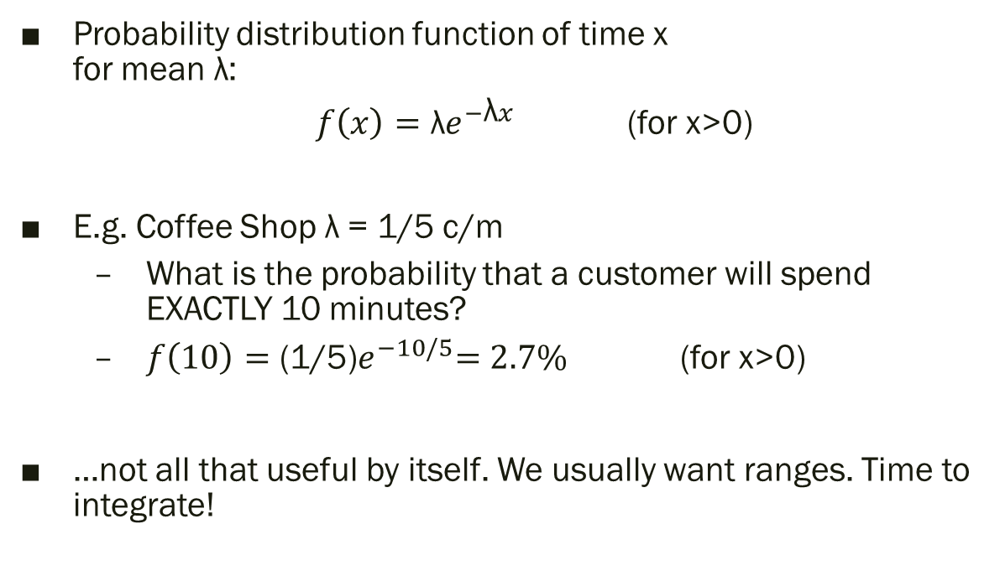 ■ Probability distribution function of time x
for mean λ:
f(x) = λe^−λx (for x>0)
■ E.g. Coffee Shop λ = 1/5 c/m
– What is the probability that a customer will spend
EXACTLY 10 minutes?
– f(10) = (1/5)e^−10/5= 2.7% (for x>0)
■ ...not all that useful by itself. We usually want ranges. Time to
integrate!